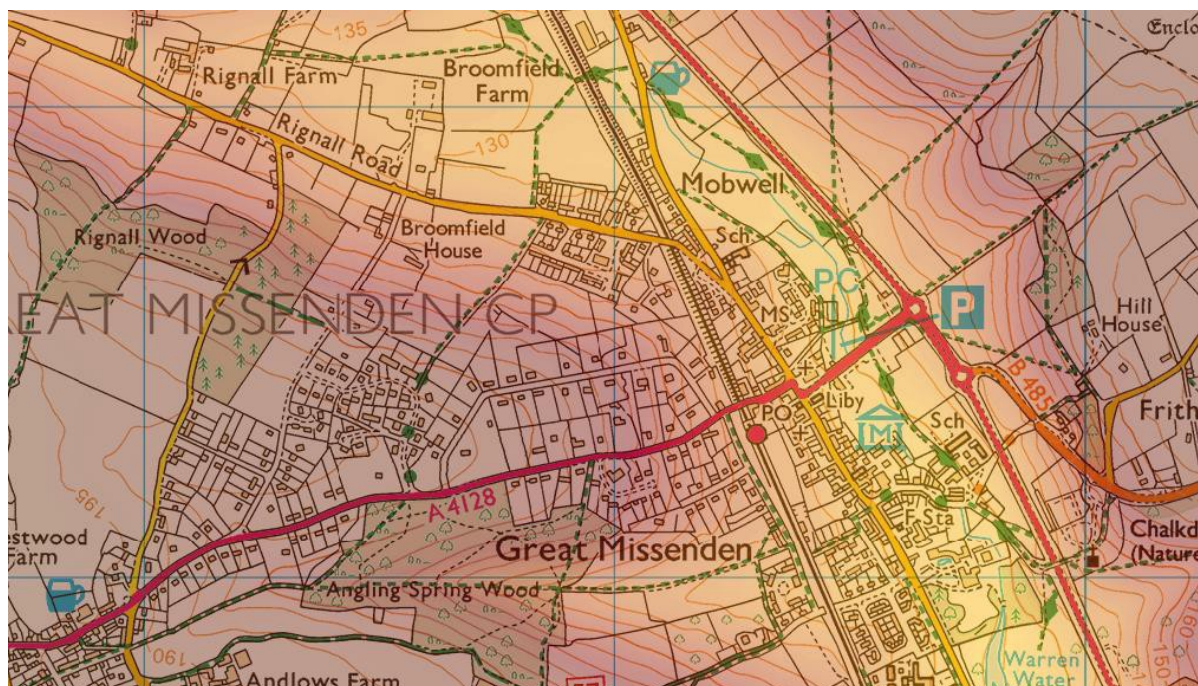 135
Enclo
Rignall Farm
Broomfield
Farm
Rignall Road
130
Mobwell
Rignall Wood
Broomfield
House
Sch
PC
P
EAT MISSENDEN CP
MS
Hill
House
B 485
PO
Liby
Frith
M
Sch
195
A 4128
F Sta
estwood
Farm
Great Missenden
Chalkd
(Nature
Angling Spring Wood
190
Andlows Farm
Warren
Water
160
150